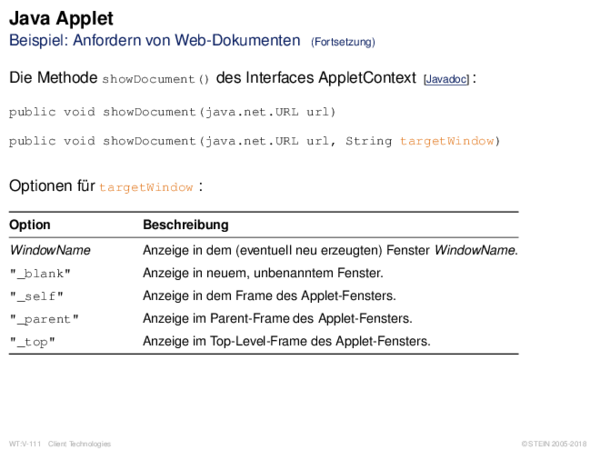 Java Applet
Beispiel: Anfordern von Web-Dokumenten (Fortsetzung)
Die Methode showDocument() des Interfaces AppletContext [Javadoc] :
public void showDocument(java.net.URL url)
public void showDocument(java.net.URL url, String targetWindow)
Optionen für targetWindow :
Option Beschreibung
WindowName Anzeige in dem (eventuell neu erzeugten) Fenster WindowName.
"_blank" Anzeige in neuem, unbenanntem Fenster.
"_self" Anzeige in dem Frame des Applet-Fensters.
"_parent" Anzeige im Parent-Frame des Applet-Fensters.
"_top" Anzeige im Top-Level-Frame des Applet-Fensters.
WT:V-111 Client Technologies © STEIN 2005-2018